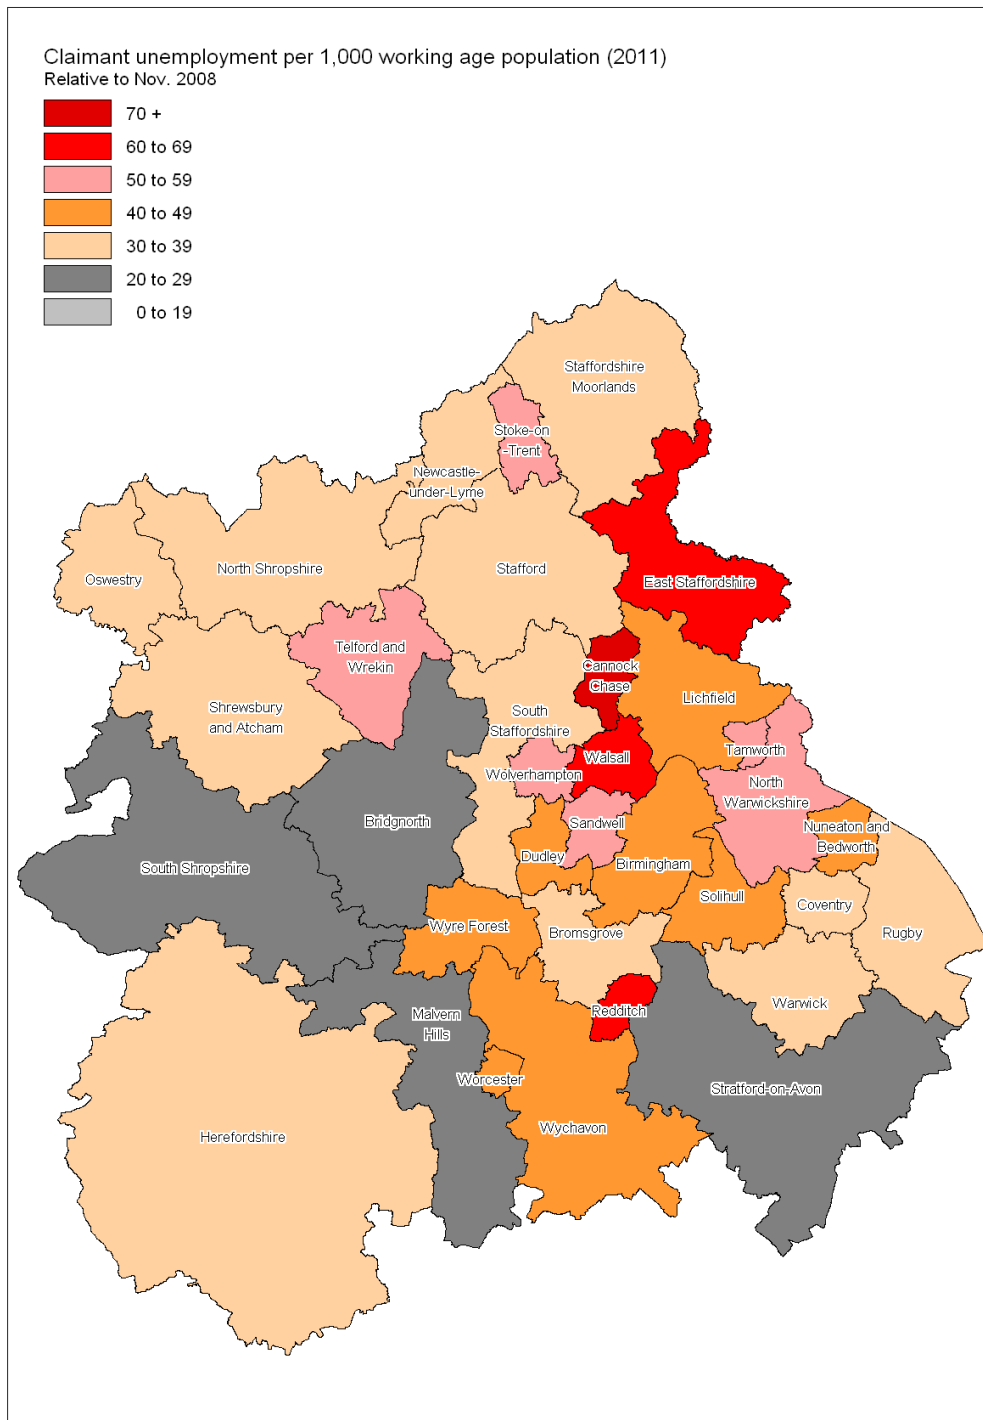 Claimant unemployment per 1,000 working age population (2011)
Relative to Nov. 2008
70 +
60 to 69
50 to 59
40 to 49
30 to 39
20 to 29
0 to 19
Staffordshire
Moorlands
Stoke-on
-Trent
Newcastle-
under-Lyme
Oswestry
North Shropshire
Stafford
East Staffordshire
Telford and
Wrekin
Cannock
Chase
Lichfield
Shrewsbury
and Atcham
South
Staffordshire
Walsall
Tamworth
Wolverhampton
North
Warwickshire
Bridgnorth
Sandwell
Nuneaton and
Bedworth
Dudley
Birmingham
South Shropshire
Solihull
Coventry
Wyre Forest
Bromsgrove
Rugby
Malvern
Hills
Redditch
Warwick
Worcester
Stratford-on-Avon
Herefordshire
Wychavon